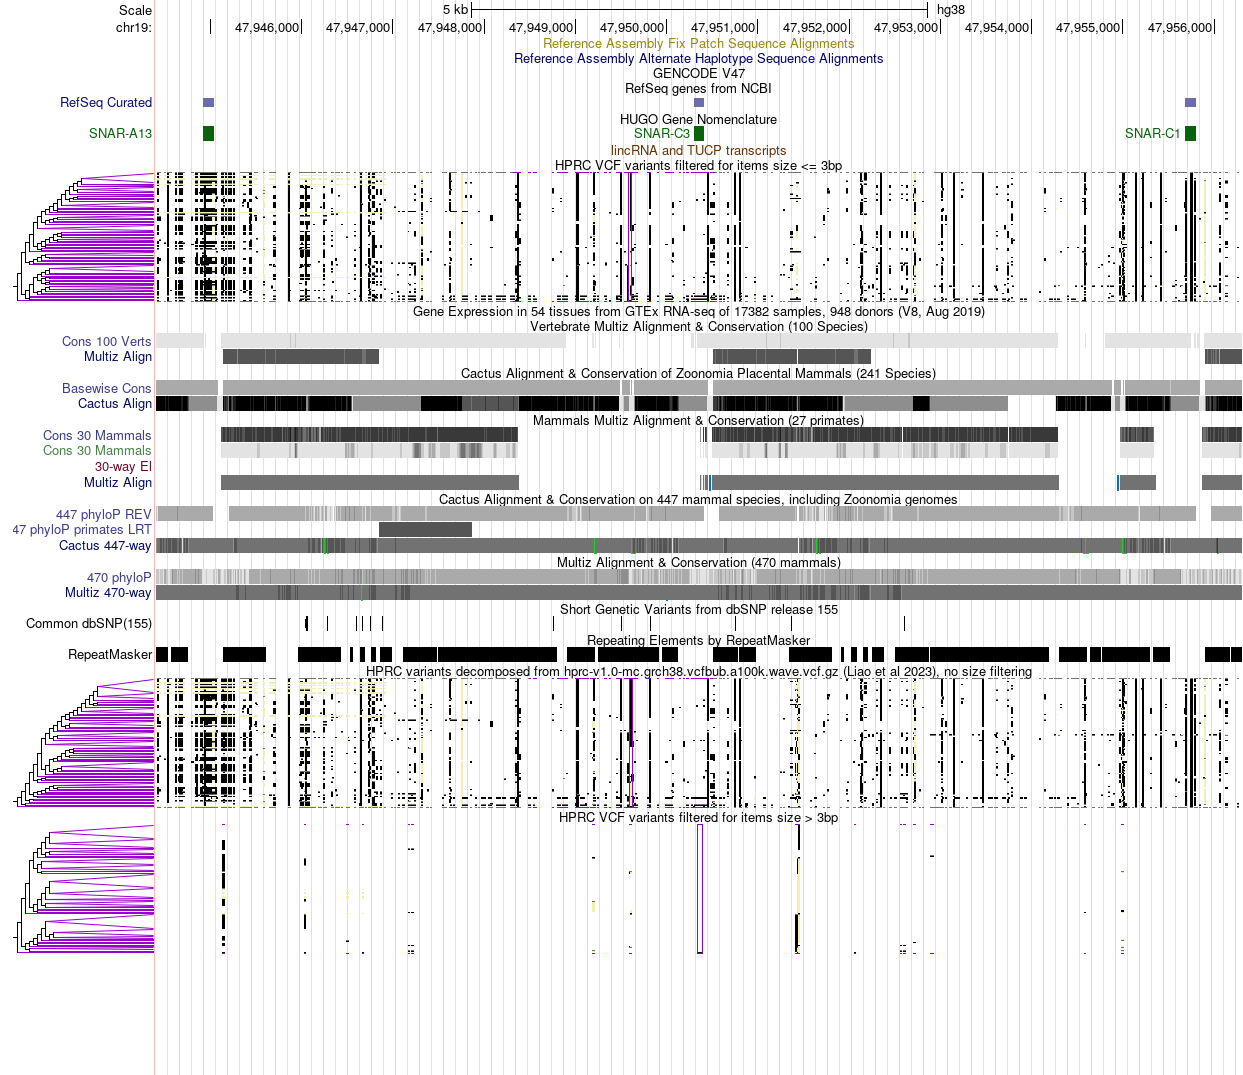 Scale 5 kb hg38
chr19: 47,946,000 47,947,000 47,948,000 47,949,000 47,950,000 47,951,000 47,952,000 47,953,000 47,954,000 47,955,000 47,956,000
Reference Assembly Fix Patch Sequence Alignments
Reference Assembly Alternate Haplotype Sequence Alignments
GENCODE V47
RefSeq genes from NCBI
RefSeq Curated
HUGO Gene Nomenclature
SNAR-A13 SNAR-C3 SNAR-C1
lincRNA and TUCP transcripts
HPRC VCF variants filtered for items size <= 3bp
Gene Expression in 54 tissues from GTEx RNA-seq of 17382 samples, 948 donors (V8, Aug 2019)
Vertebrate Multiz Alignment & Conservation (100 Species)
Cons 100 Verts
Multiz Align
Cactus Alignment & Conservation of Zoonomia Placental Mammals (241 Species)
Basewise Cons
Cactus Align
Mammals Multiz Alignment & Conservation (27 primates)
Cons 30 Mammals
Cons 30 Mammals
30-way El
Multiz Align
Cactus Alignment & Conservation on 447 mammal species, including Zoonomia genomes
447 phyloP REV
47 phyloP primates LRT
Cactus 447-way
Multiz Alignment & Conservation (470 mammals)
470 phyloP
Multiz 470-way
Short Genetic Variants from dbSNP release 155
Common dbSNP(155)
Repeating Elements by RepeatMasker
RepeatMasker
HPRC variants decomposed from hprc-v1.0-mc.grch38.vcfbub.a100k.wave.vcf.gz (Liao et al 2023), no size filtering
HPRC VCF variants filtered for items size > 3bp